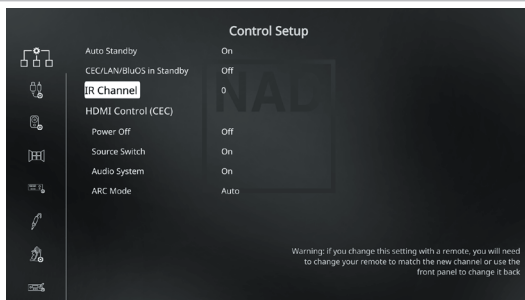 Control Setup
Auto Standby On
CEC/LAN/BluOS in Standby Off
IR Channel 0
HDMI Control (CEC)
Power Off Off
Source Switch On
Audio System On
ARC Mode Auto
NAD
Warning: if you change this setting with a remote, you will need
to change your remote to match the new channel or use the
front panel to change it back